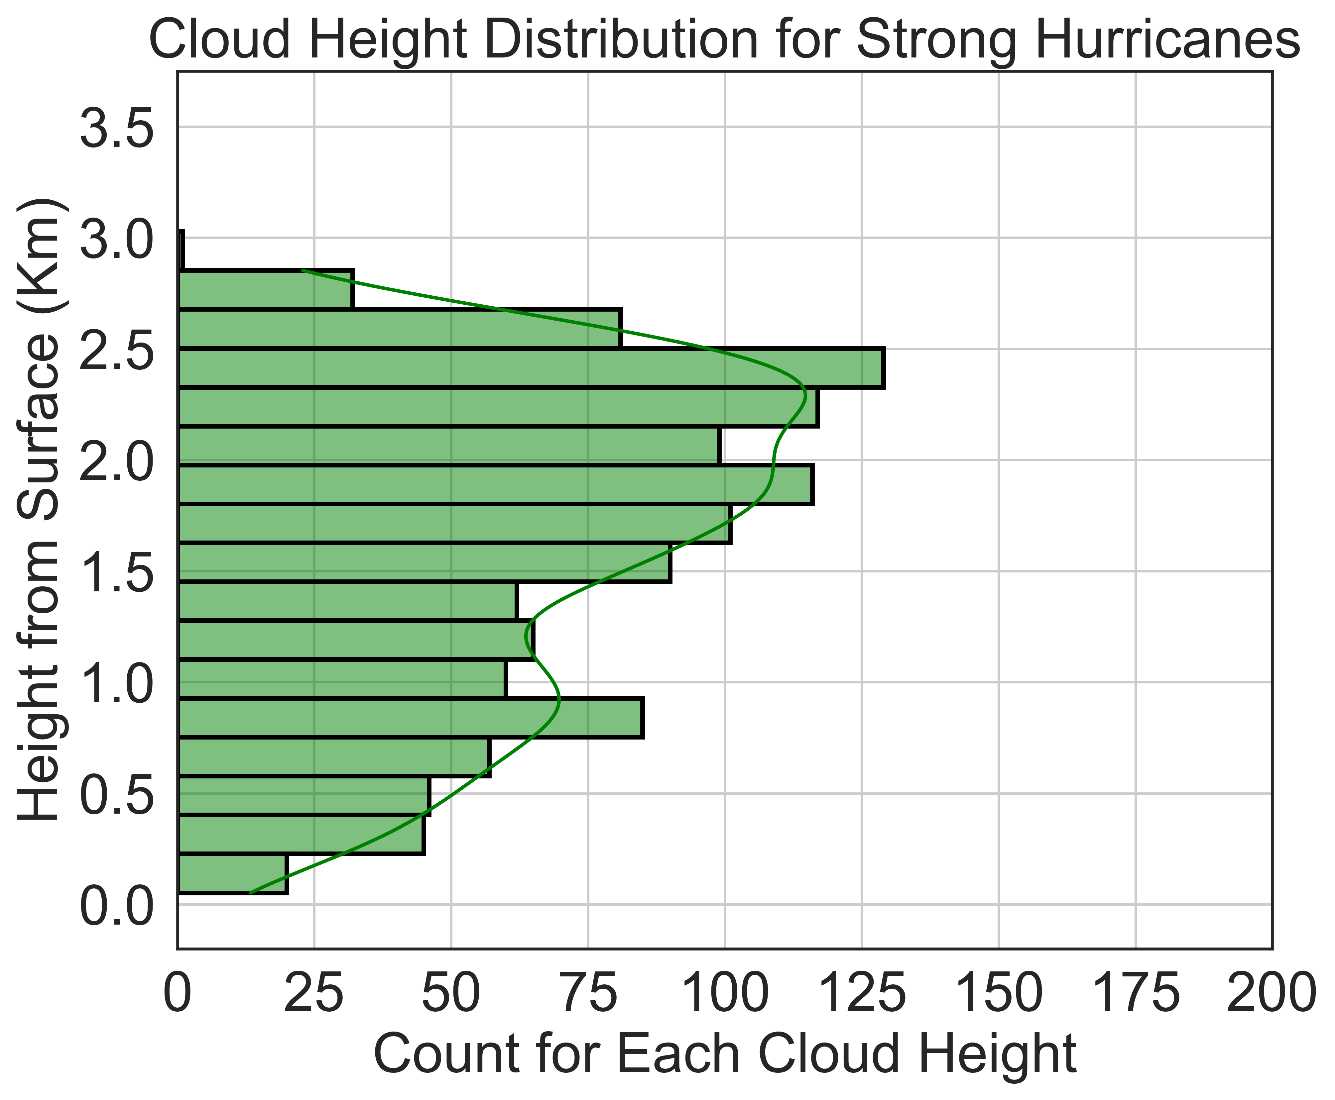 Cloud Height Distribution for Strong Hurricanes
Height from Surface (Km)
3.5
3.0
2.5
2.0
1.5
1.0
0.5
0.0
0 25 50 75 100 125 150 175 200
Count for Each Cloud Height